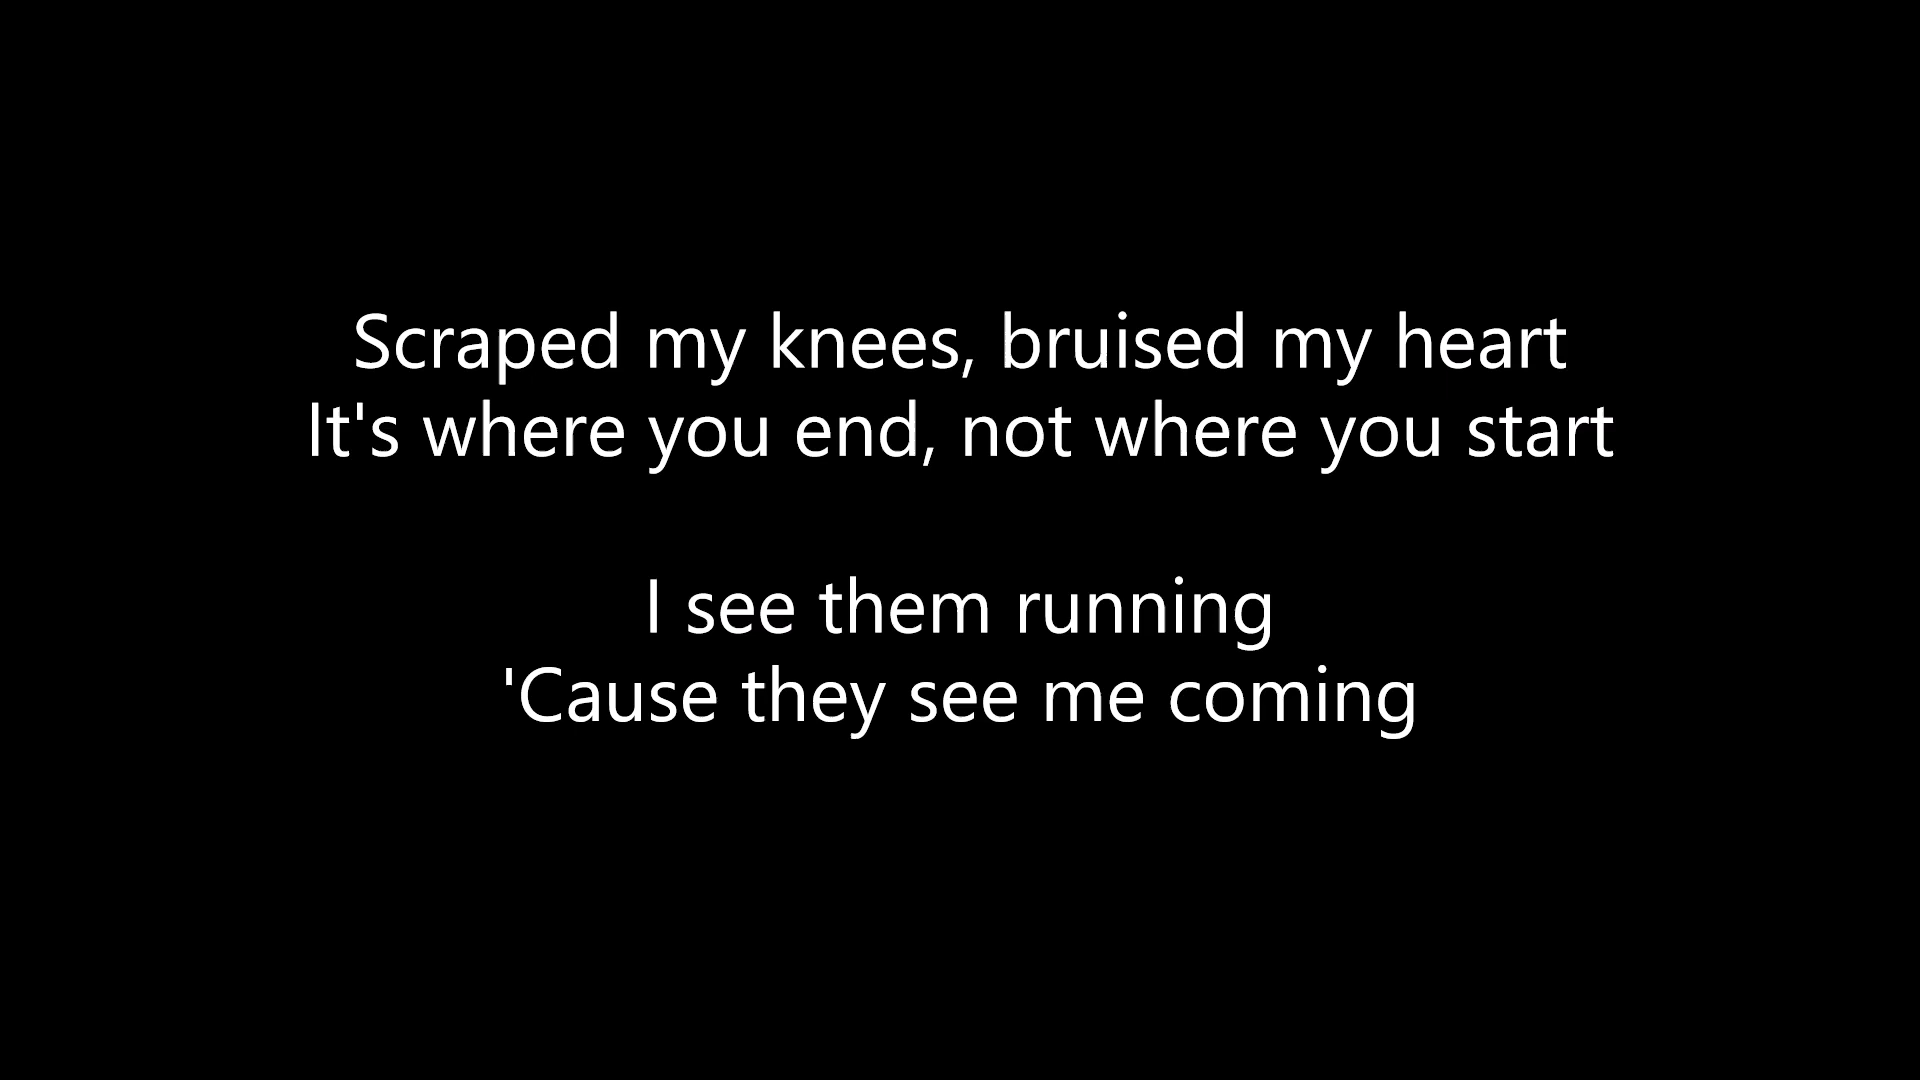 Scraped my knees, bruised my heart
It's where you end, not where you start
I see them running
'Cause they see me coming